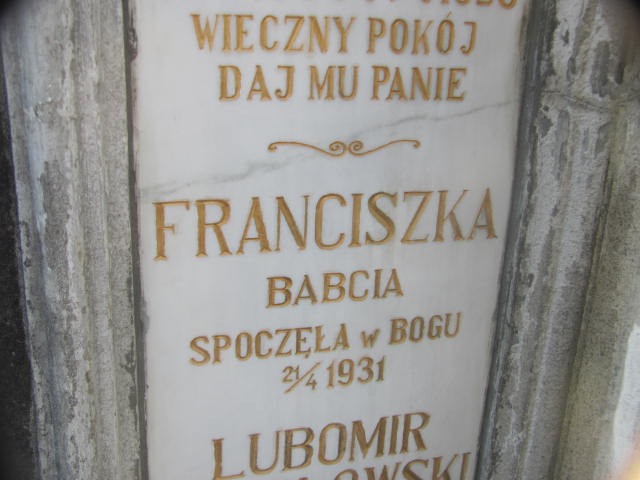 WIECZNY POKÓJ
DAJ MU PANIE
FRANCISZKA
BABCIA
SPOCZĘŁA w BOGU
21/4 1931
LUBOMIR